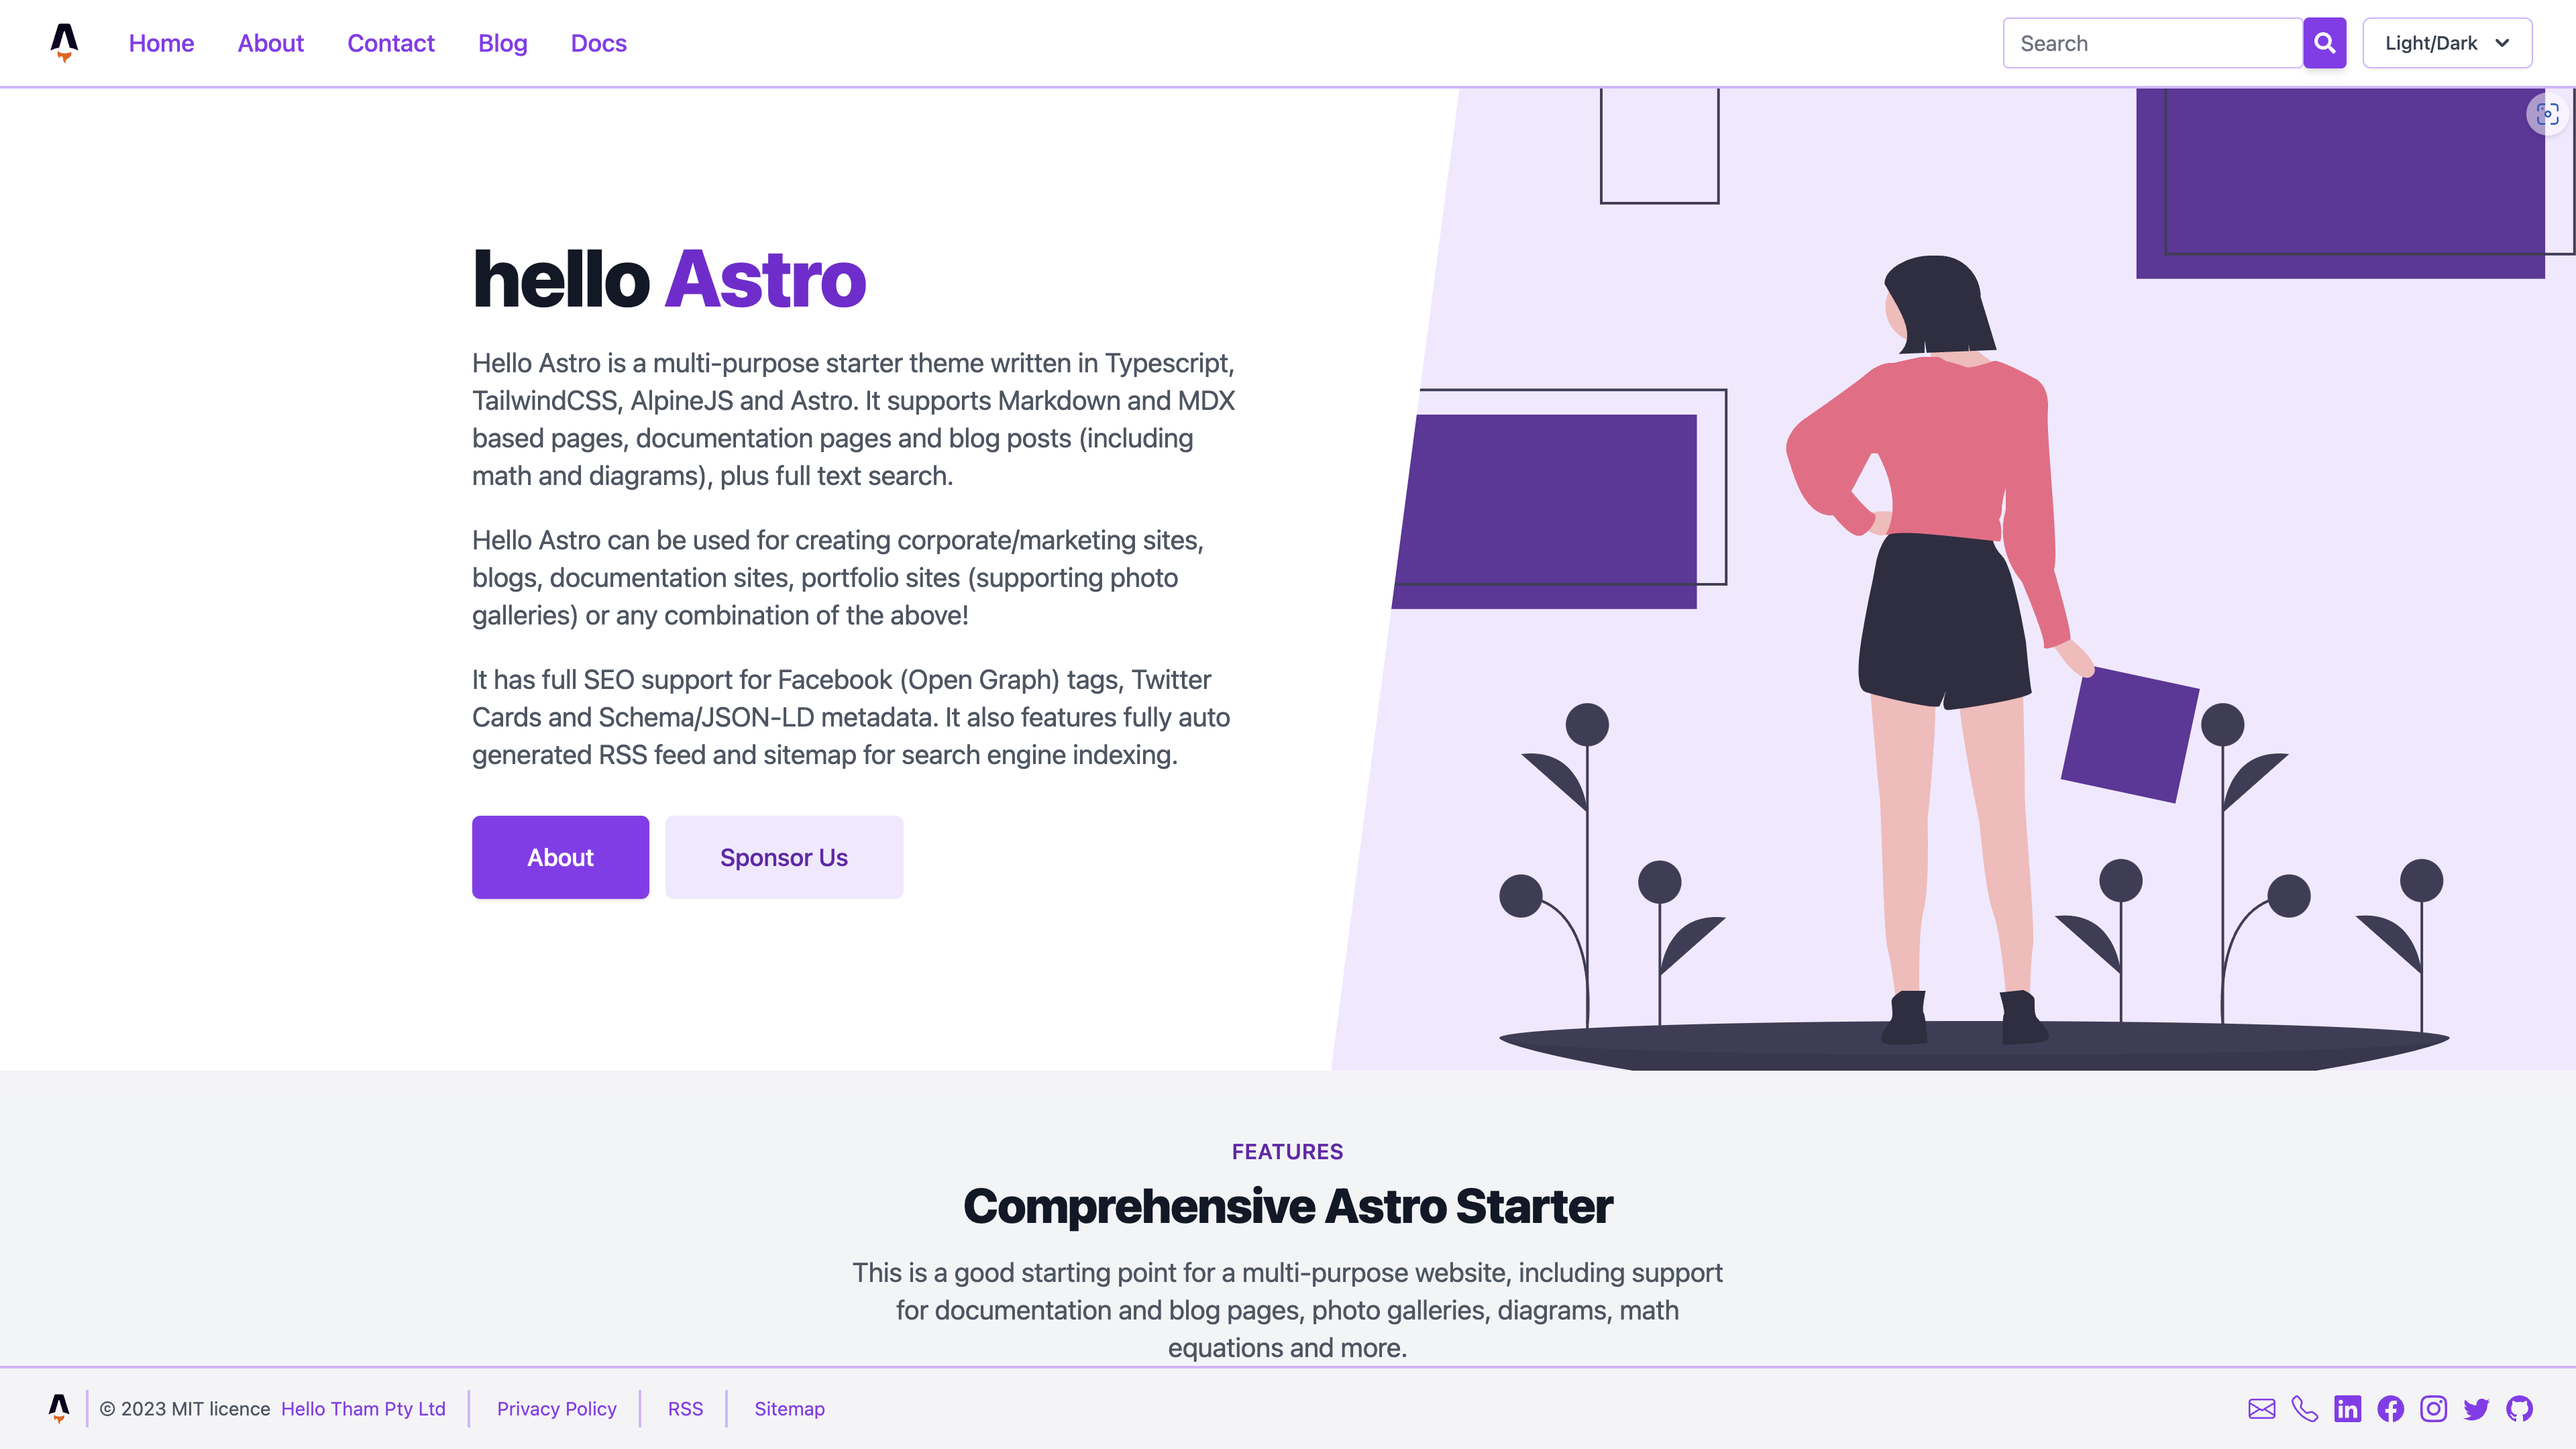 Home About Contact Blog Docs Search Light/Dark
hello Astro
Hello Astro is a multi-purpose starter theme written in Typescript,
TailwindCSS, AlpineJS and Astro. It supports Markdown and MDX
based pages, documentation pages and blog posts (including
math and diagrams), plus full text search.
Hello Astro can be used for creating corporate/marketing sites,
blogs, documentation sites, portfolio sites (supporting photo
galleries) or any combination of the above!
It has full SEO support for Facebook (Open Graph) tags, Twitter
Cards and Schema/JSON-LD metadata. It also features fully auto
generated RSS feed and sitemap for search engine indexing.
About Sponsor Us
FEATURES
Comprehensive Astro Starter
This is a good starting point for a multi-purpose website, including support
for documentation and blog pages, photo galleries, diagrams, math
equations and more.
© 2023 MIT licence Hello Tham Pty Ltd Privacy Policy RSS Sitemap